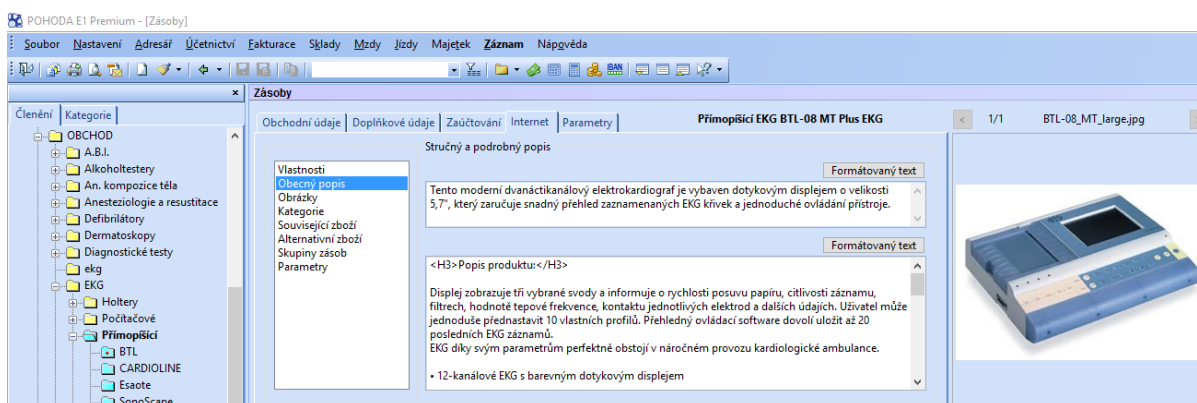 POHODA E1 Premium - [Zásoby]
Soubor Nastavení Adresář Účetnictví Fakturace Sklady Mzdy Jízdy Majetek Záznam Nápověda
IBAN
Zásoby
Členění Kategorie
OBCHOD
A.B.I.
Alkoholtestery
An. kompozice těla
Anesteziologie a resustitace
Defibrilátory
Dermatoskopy
Diagnostické testy
ekg
EKG
Holtery
Počítačové
Přímopíšící
BTL
CARDIOLINE
Esaote
SonoScape
Obchodní údaje Doplňkové údaje Zaúčtování Internet Parametry
Přímopíšící EKG BTL-08 MT Plus EKG
< 1/1 BTL-08_MT_large.jpg
Stručný a podrobný popis
Vlastnosti
Obecný popis
Obrázky
Kategorie
Související zboží
Alternativní zboží
Skupiny zásob
Parametry
Formátovaný text
Tento moderní dvanáctikanálový elektrokardiograf je vybaven dotykovým displejem o velikosti
5,7", který zaručuje snadný přehled zaznamenaných EKG křivek a jednoduché ovládání přístroje.
Formátovaný text
<H3>Popis produktu:</H3>
Displej zobrazuje tři vybrané svody a informuje o rychlosti posuvu papíru, citlivosti záznamu,
filtrech, hodnotě tepové frekvence, kontaktu jednotlivých elektrod a dalších údajích. Uživatel může
jednoduše přednastavit 10 vlastních profilů. Přehledný ovládací software dovolí uložit až 20
posledních EKG záznamů.
EKG díky svým parametrům perfektně obstojí v náročném provozu kardiologické ambulance.
• 12-kanálové EKG s barevným dotykovým displejem